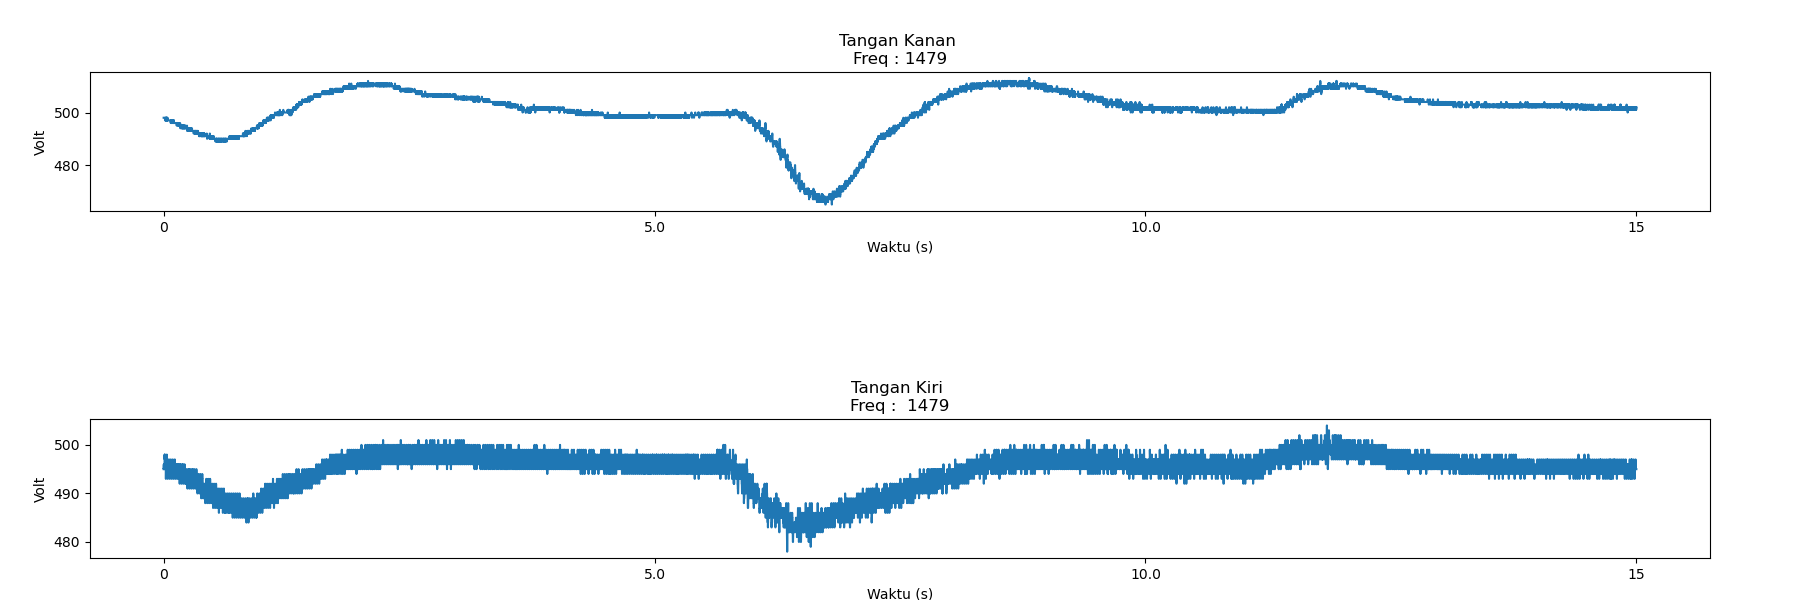 Tangan Kanan
Freq : 1479
500
480
Volt
0 5.0 10.0 15
Waktu (s)
Tangan Kiri
Freq :  1479
500
490
480
Volt
0 5.0 10.0 15
Waktu (s)